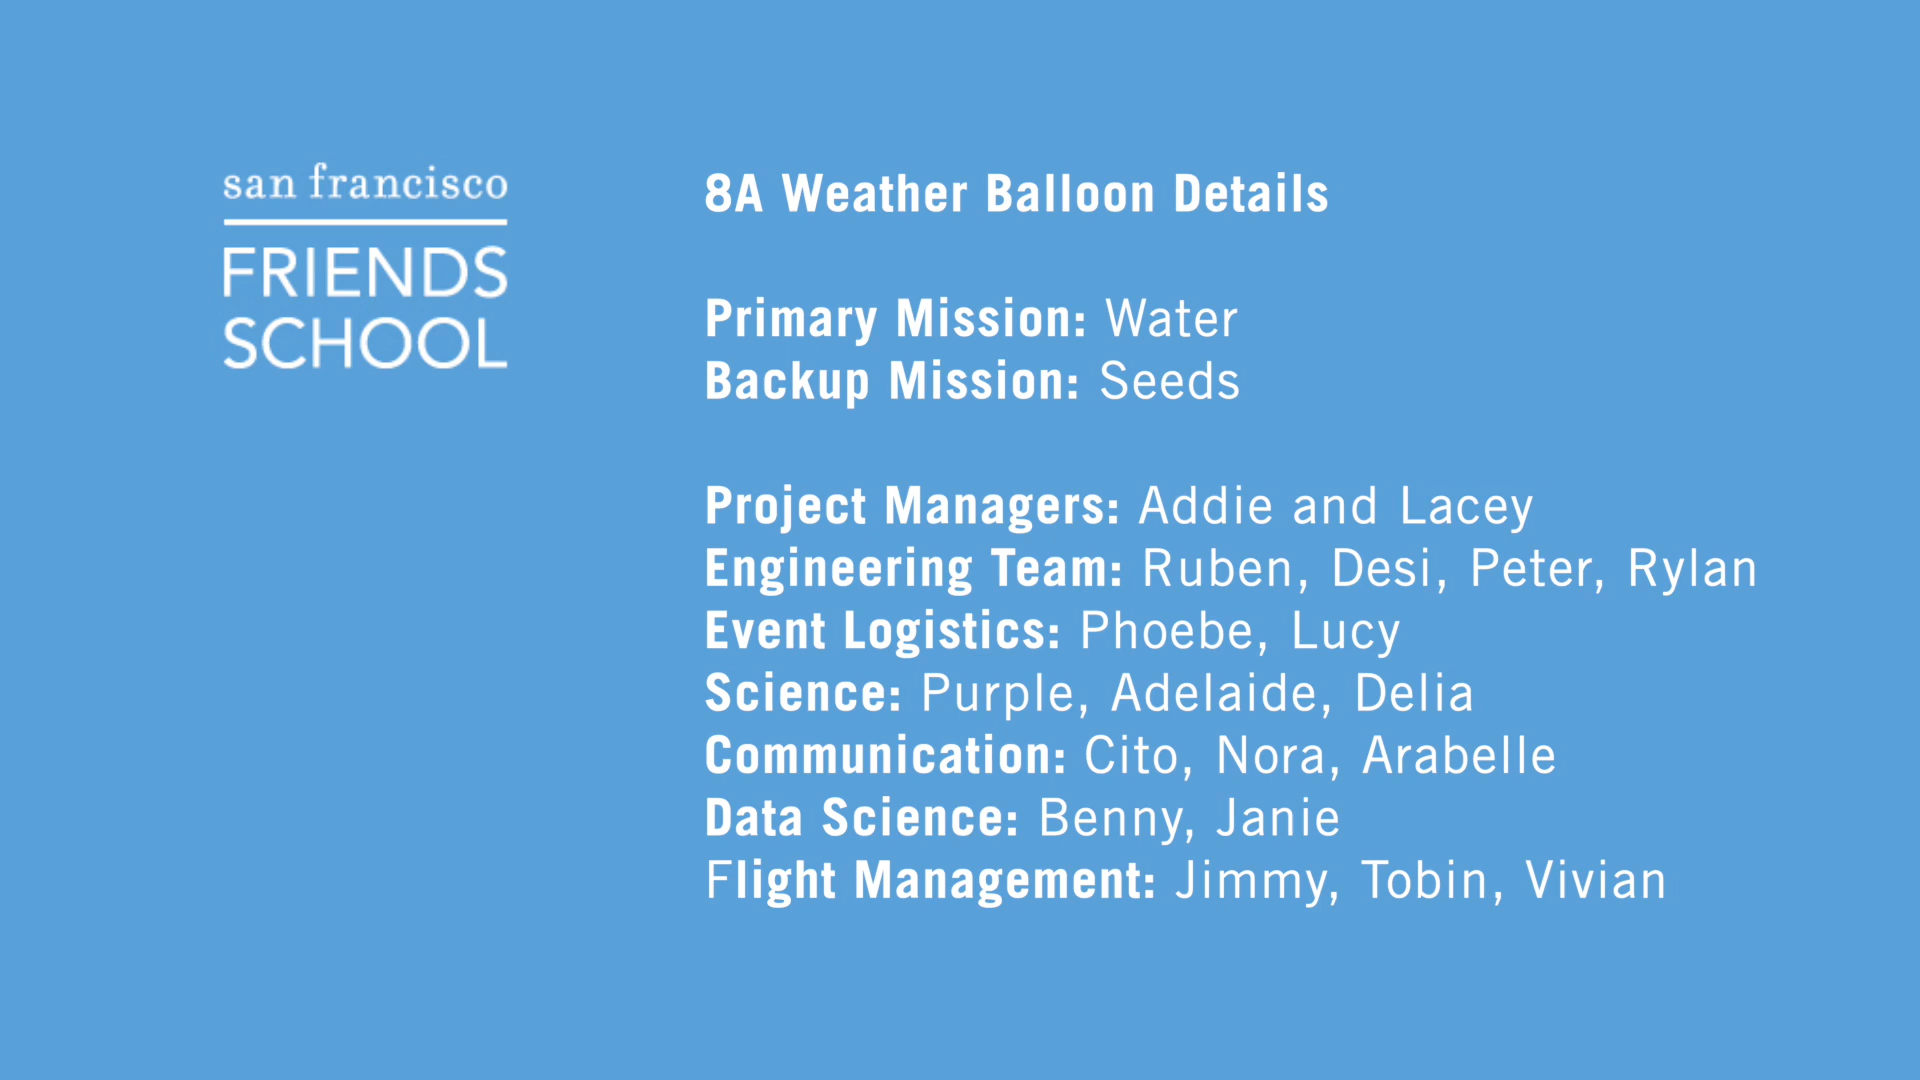 san francisco
FRIENDS
SCHOOL
8A Weather Balloon Details
Primary Mission: Water
Backup Mission: Seeds
Project Managers: Addie and Lacey
Engineering Team: Ruben, Desi, Peter, Rylan
Event Logistics: Phoebe, Lucy
Science: Purple, Adelaide, Delia
Communication: Cito, Nora, Arabelle
Data Science: Benny, Janie
Flight Management: Jimmy, Tobin, Vivian